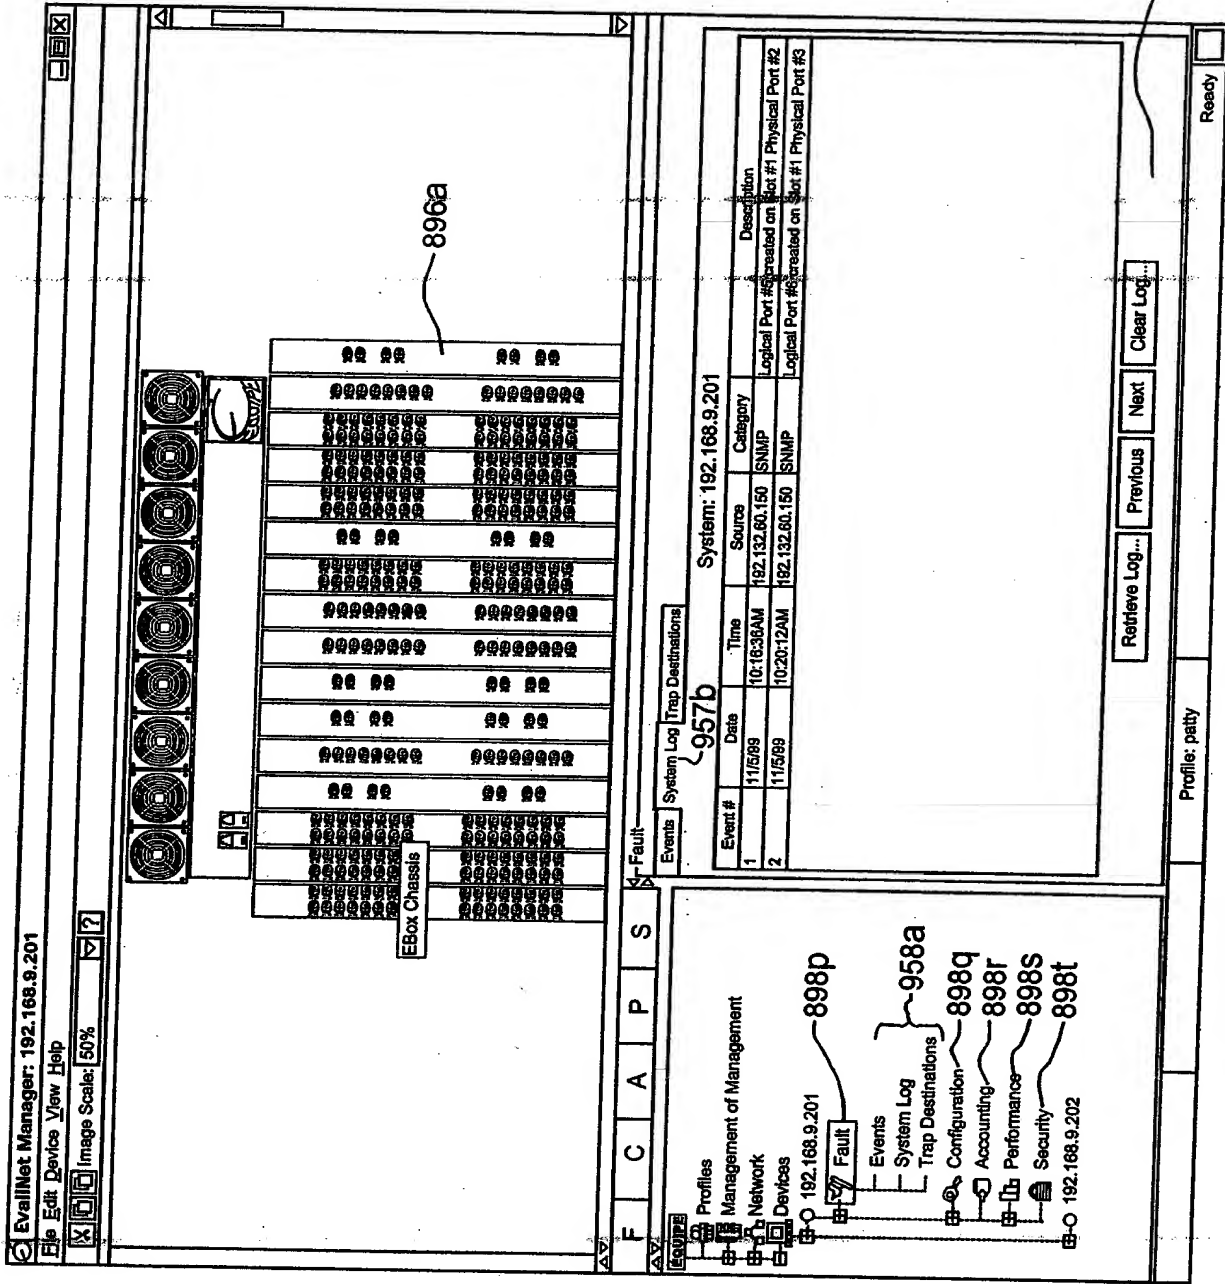 EvallNet Manager: 192.168.9.201
File Edit Device View Help
Image Scale: 50%
?
896a
EBox Chassis
F C A P S
EQUIPE
Profiles
Management of Management
Network
Devices
192.168.9.201
Fault
898p
Events
System Log
Trap Destinations
958a
Configuration
898q
Accounting
898r
Performance
898s
Security
898t
192.168.9.202
Fault
Events System Log Trap Destinations
957b
System: 192.168.9.201
Event # Date Time Source Catagory Description
1 11/5/99 10:16:36AM 192.132.60.150 SNMP Logical Port #5 created on Slot #1 Physical Port #2
2 11/5/99 10:20:12AM 192.132.60.150 SNMP Logical Port #6 created on Slot #1 Physical Port #3
Retrieve Log... Previous Next Clear Log...
Profile: patty
Ready